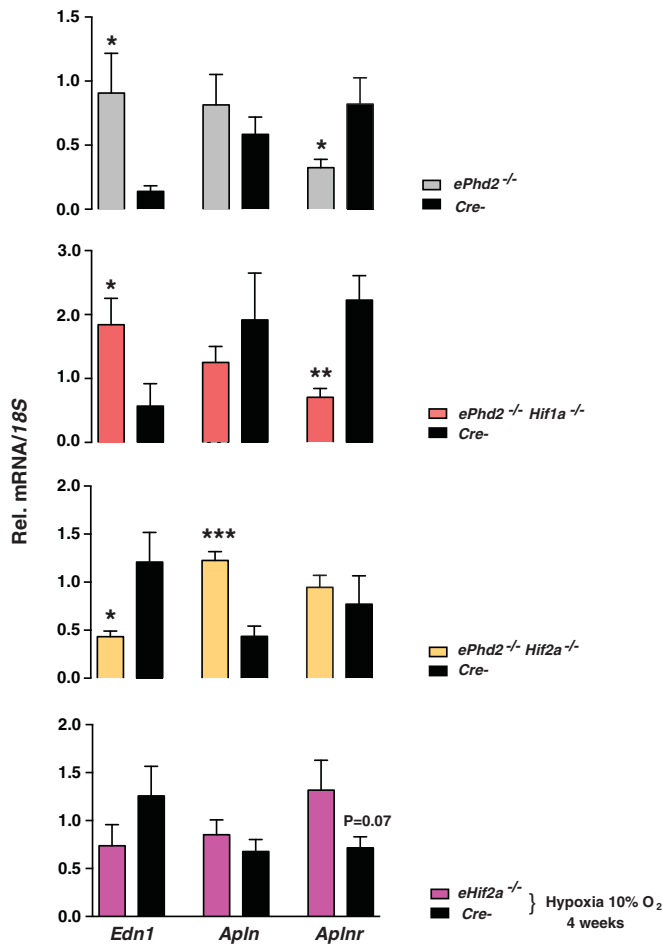 Rel. mRNA/18S
1.5
1.0
0.5
0.0
*
*
ePhd2 -/-
Cre-
3.0
2.0
1.0
0.0
*
**
ePhd2 -/- Hif1a -/-
Cre-
2.0
1.5
1.0
0.5
0.0
*
***
ePhd2 -/- Hif2a -/-
Cre-
2.0
1.5
1.0
0.5
0.0
P=0.07
eHif2a -/-
Cre-
} Hypoxia 10% O2
4 weeks
Edn1 Apln Aplnr